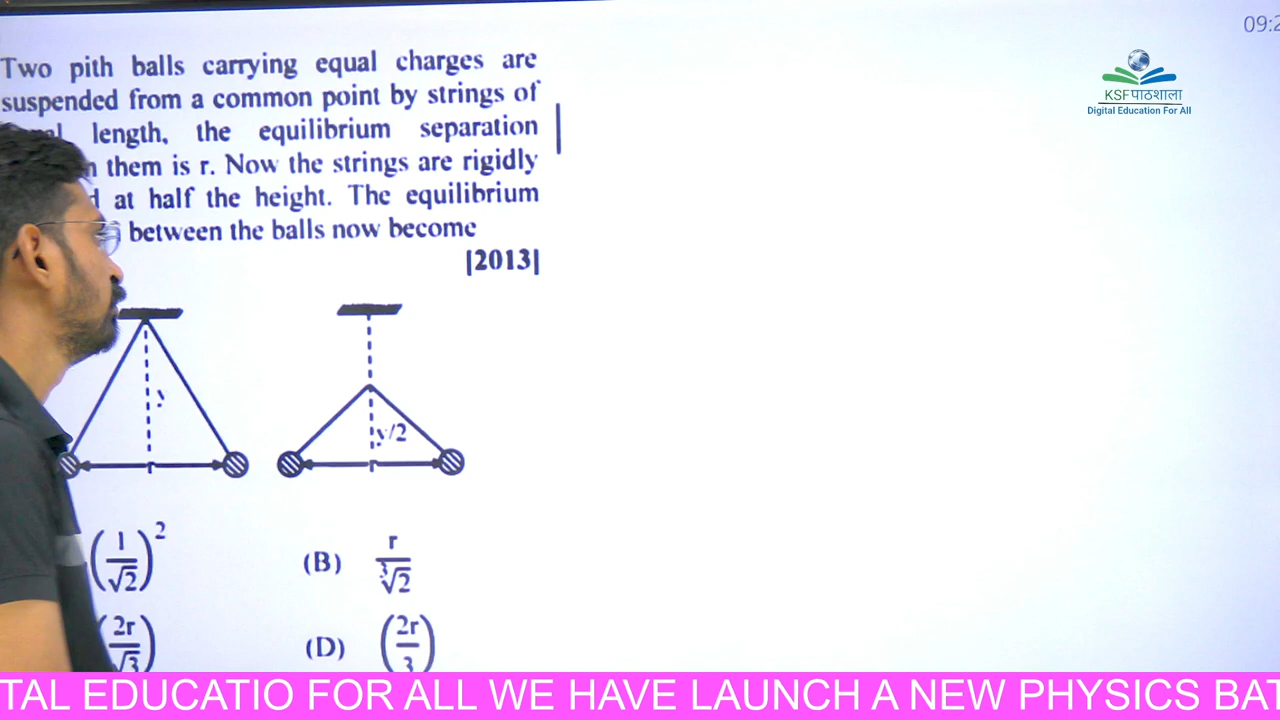 09:2
Two pith balls carrying equal charges are
suspended from a common point by strings of
length, the equilibrium separation
them is r. Now the strings are rigidly
at half the height. The equilibrium
between the balls now become
[2013]
KSFपाठशाला
Digital Education For All
y
r
y/2
r
(1/√2)²
(B) r/∛2
(2r/√3)
(D) (2r/3)
TAL EDUCATIO FOR ALL WE HAVE LAUNCH A NEW PHYSICS BAT